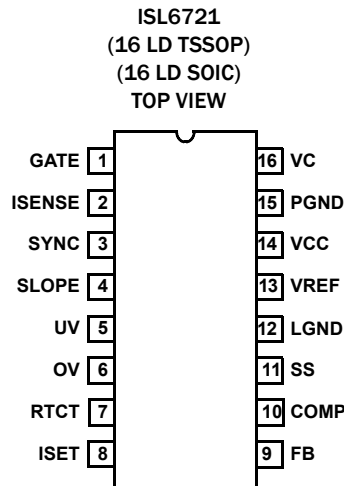 ISL6721
(16 LD TSSOP)
(16 LD SOIC)
TOP VIEW
GATE 1 16 VC
ISENSE 2 15 PGND
SYNC 3 14 VCC
SLOPE 4 13 VREF
UV 5 12 LGND
OV 6 11 SS
RTCT 7 10 COMP
ISET 8 9 FB